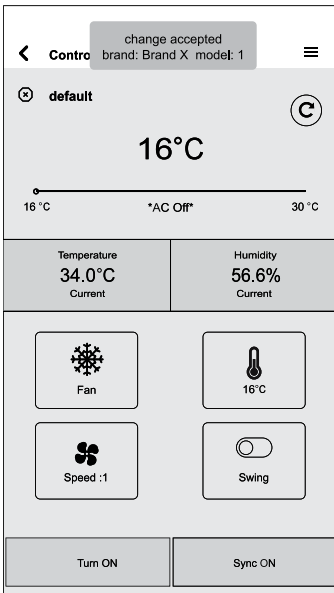 change accepted
Contro brand: Brand X model: 1
default
16°C
16 °C *AC Off* 30 °C
Temperature Humidity
34.0°C 56.6%
Current Current
Fan 16°C
Speed :1 Swing
Turn ON Sync ON